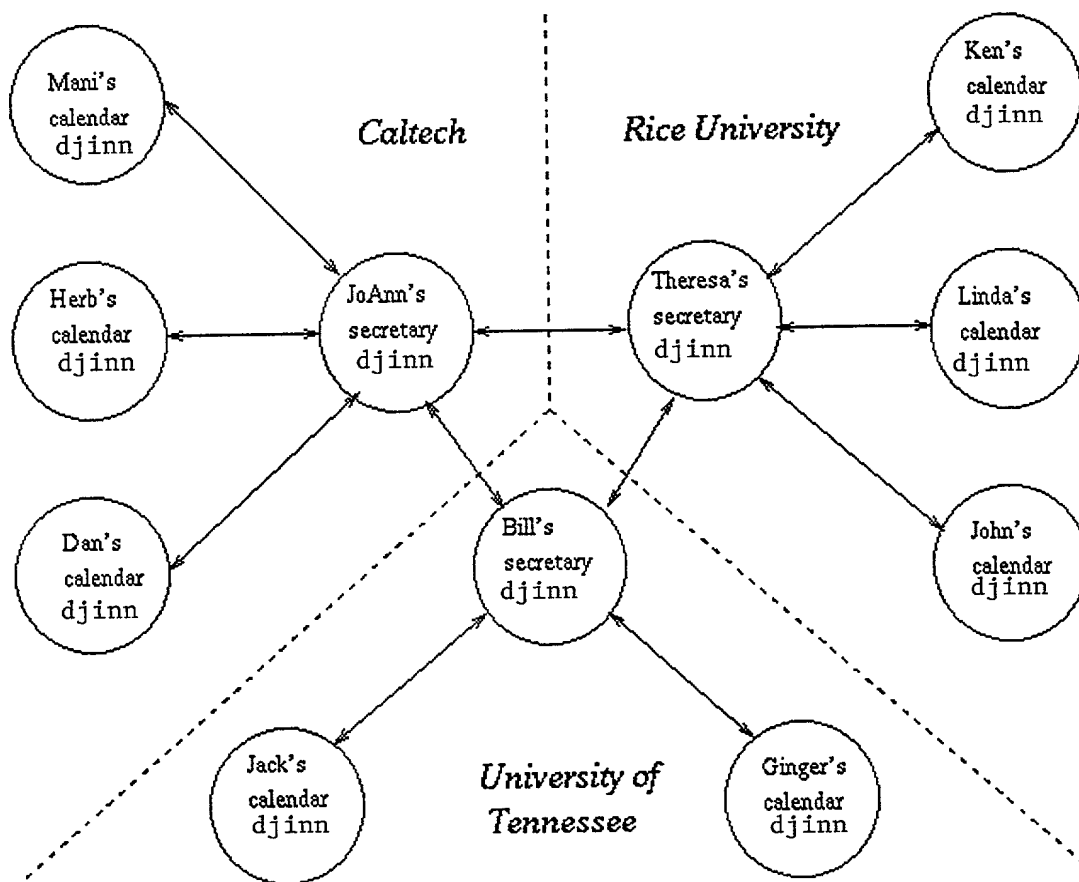 Mani's
calendar
djinn
Caltech
Rice University
Ken's
calendar
djinn
Herb's
calendar
djinn
JoAnn's
secretary
djinn
Theresa's
secretary
djinn
Linda's
calendar
djinn
Dan's
calendar
djinn
Bill's
secretary
djinn
John's
calendar
djinn
Jack's
calendar
djinn
University of
Tennessee
Ginger's
calendar
djinn